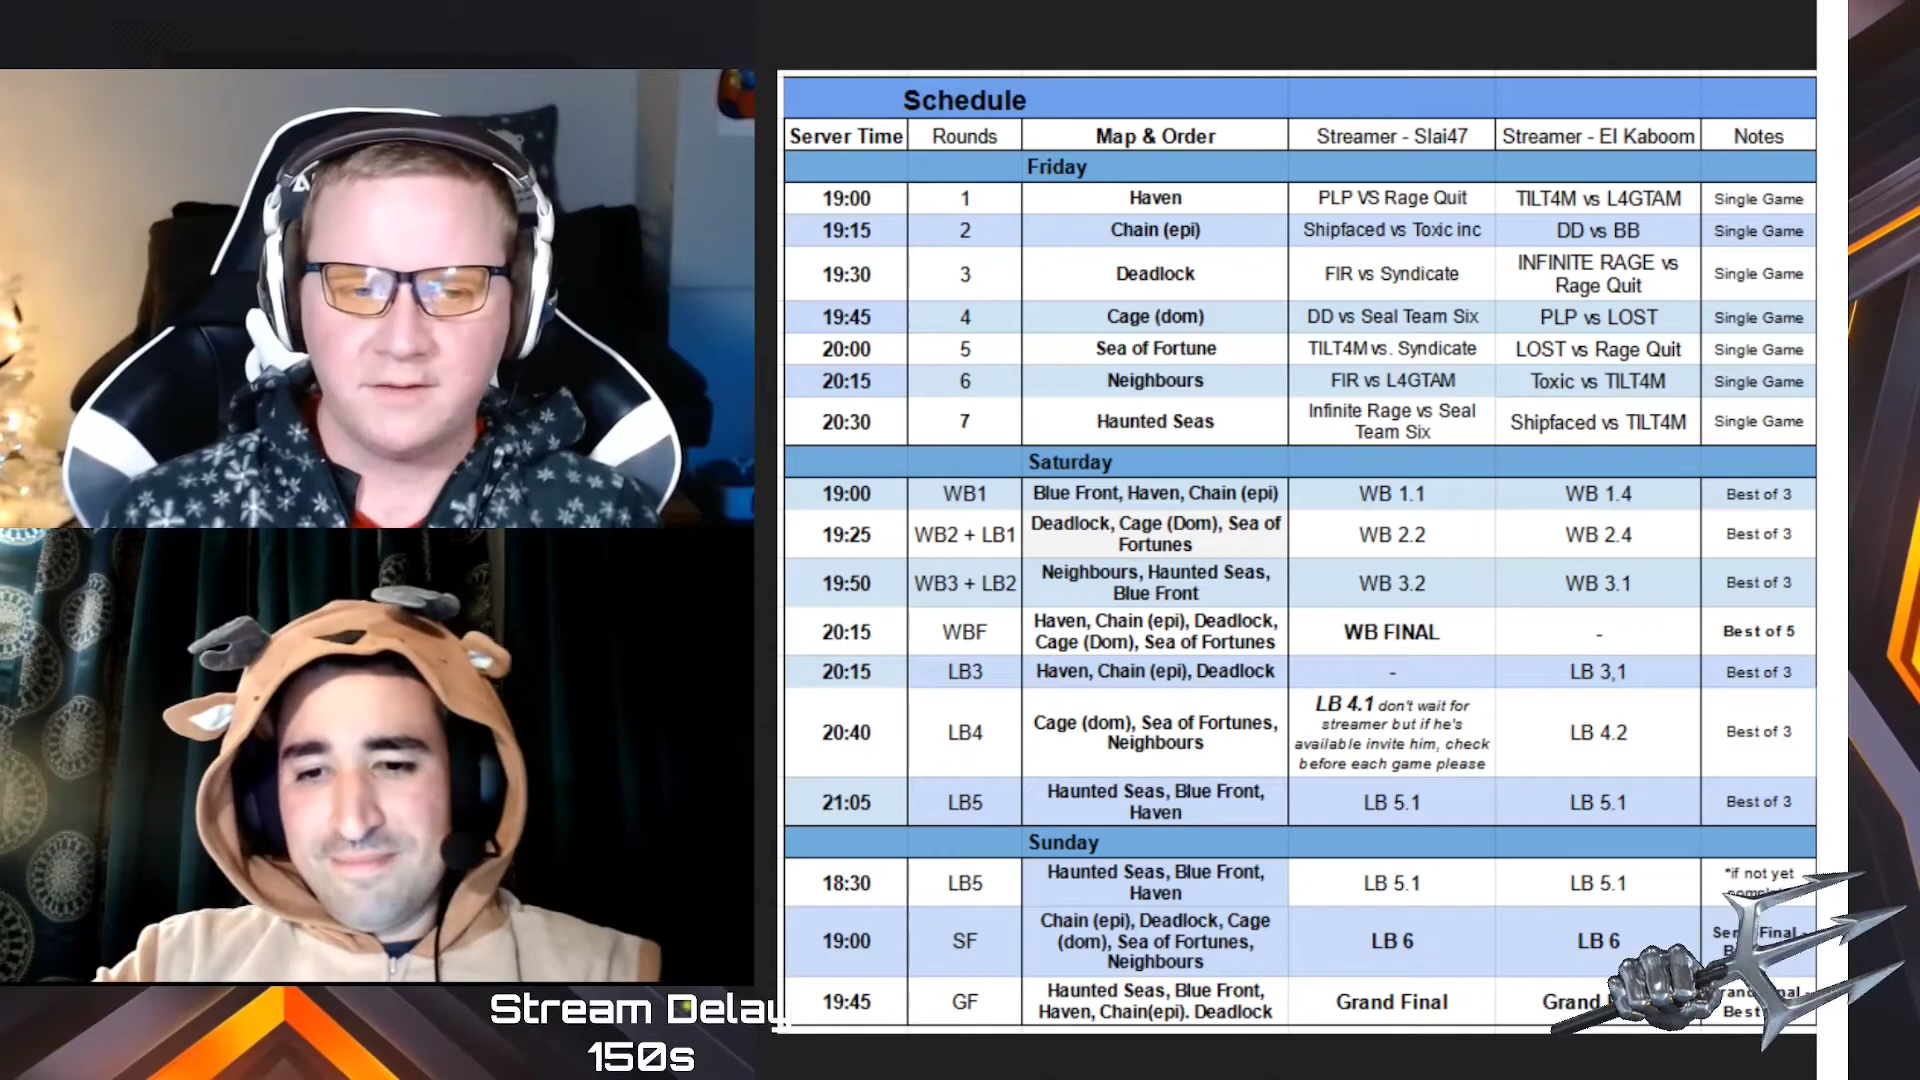 Schedule
Server Time Rounds Map & Order Streamer - Slai47 Streamer - El Kaboom Notes
Friday
19:00 1 Haven PLP VS Rage Quit TILT4M vs L4GTAM Single Game
19:15 2 Chain (epi) Shipfaced vs Toxic inc DD vs BB Single Game
19:30 3 Deadlock FIR vs Syndicate INFINITE RAGE vs
Rage Quit Single Game
19:45 4 Cage (dom) DD vs Seal Team Six PLP vs LOST Single Game
20:00 5 Sea of Fortune TILT4M vs. Syndicate LOST vs Rage Quit Single Game
20:15 6 Neighbours FIR vs L4GTAM Toxic vs TILT4M Single Game
20:30 7 Haunted Seas Infinite Rage vs Seal
Team Six Shipfaced vs TILT4M Single Game
Saturday
19:00 WB1 Blue Front, Haven, Chain (epi) WB 1.1 WB 1.4 Best of 3
19:25 WB2 + LB1 Deadlock, Cage (Dom), Sea of
Fortunes WB 2.2 WB 2.4 Best of 3
19:50 WB3 + LB2 Neighbours, Haunted Seas,
Blue Front WB 3.2 WB 3.1 Best of 3
20:15 WBF Haven, Chain (epi), Deadlock,
Cage (Dom), Sea of Fortunes WB FINAL - Best of 5
20:15 LB3 Haven, Chain (epi), Deadlock - LB 3,1 Best of 3
20:40 LB4 Cage (dom), Sea of Fortunes,
Neighbours LB 4.1 don't wait for
streamer but if he's
available invite him, check
before each game please LB 4.2 Best of 3
21:05 LB5 Haunted Seas, Blue Front,
Haven LB 5.1 LB 5.1 Best of 3
Sunday
18:30 LB5 Haunted Seas, Blue Front,
Haven LB 5.1 LB 5.1 *if not yet
19:00 SF Chain (epi), Deadlock, Cage
(dom), Sea of Fortunes,
Neighbours LB 6 LB 6 Final
19:45 GF Haunted Seas, Blue Front,
Haven, Chain(epi). Deadlock Grand Final Grand
Best
Stream Delay
150s